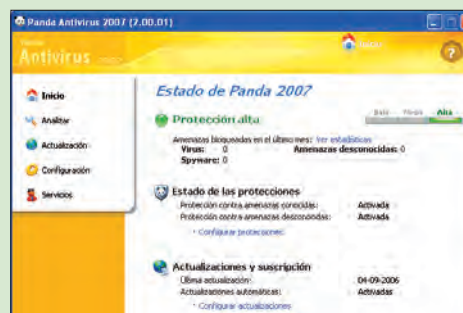 Panda Antivirus 2007 (2.00.01)
Panda
Antivirus 2007
Inicio
Analizar
Actualización
Configuración
Servicios
Estado de Panda 2007
Protección alta
Baja Media Alta
Amenazas bloqueadas en el último mes: Ver estadísticas
Virus: 0 Amenazas desconocidas: 0
Spyware: 0
Estado de las protecciones
Protección contra amenazas conocidas: Activada
Protección contra amenazas desconocidas: Activada
Configurar protecciones
Actualizaciones y suscripción
Última actualización: 04-09-2006
Actualizaciones automáticas: Activadas
Configurar actualizaciones